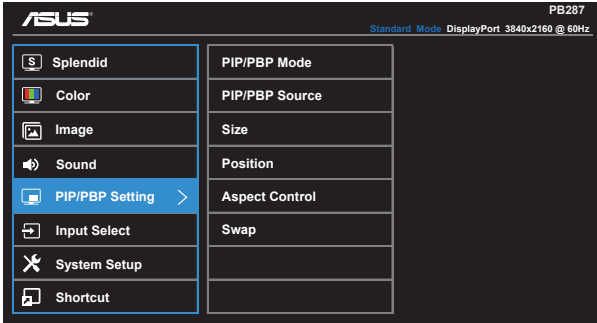 ASUS
PB287
Standard Mode DisplayPort 3840x2160 @ 60Hz
S Splendid
Color
Image
Sound
PIP/PBP Setting
Input Select
System Setup
Shortcut
PIP/PBP Mode
PIP/PBP Source
Size
Position
Aspect Control
Swap